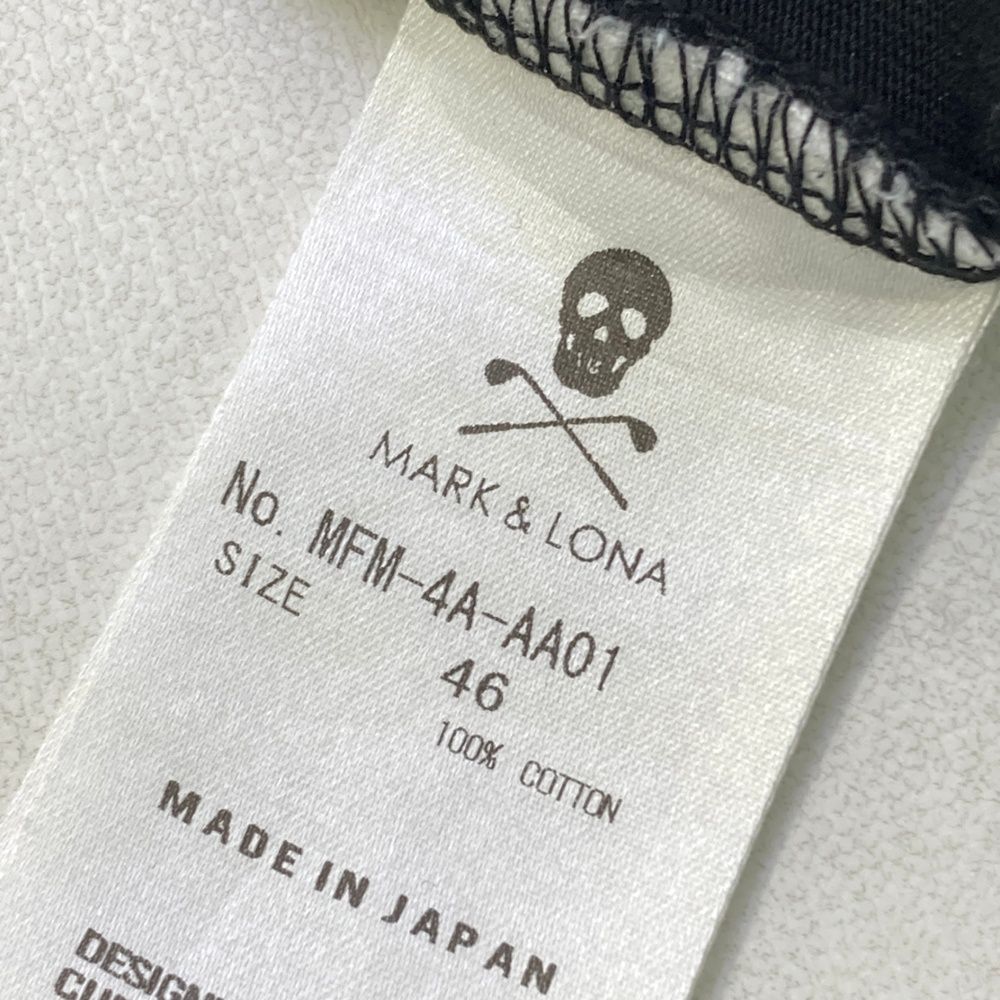 MARK & LONA
No. MFM-4A-AA01
SIZE
46
100% COTTON
MADE IN JAPAN